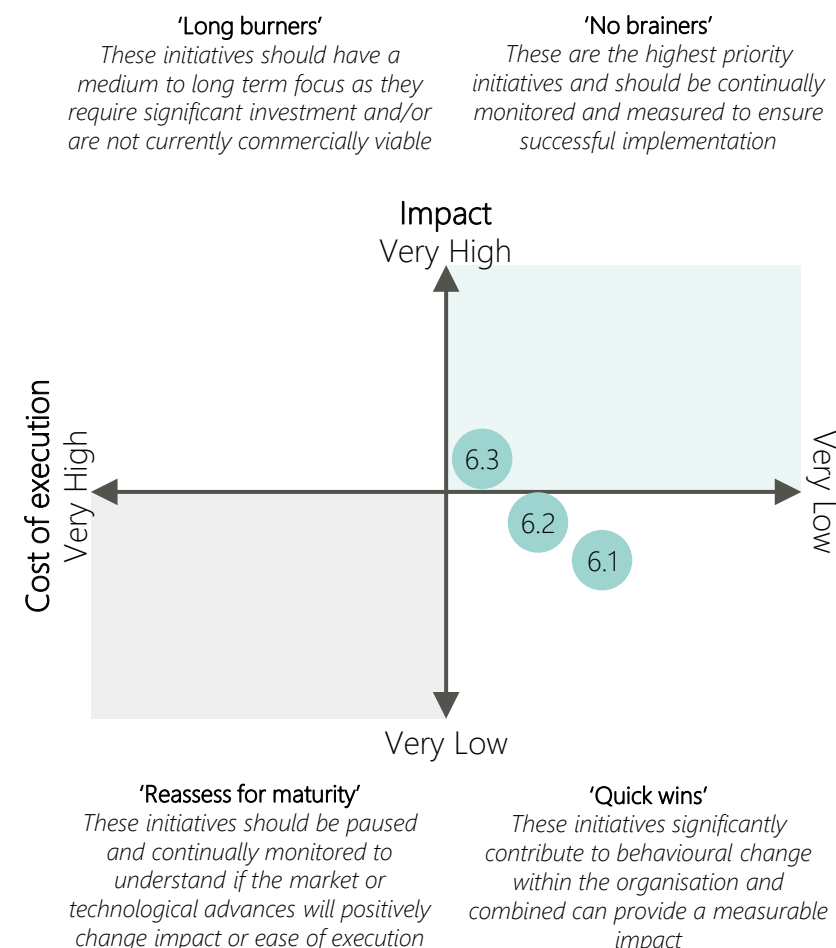 ‘Long burners’
These initiatives should have a
medium to long term focus as they
require significant investment and/or
are not currently commercially viable
‘No brainers’
These are the highest priority
initiatives and should be continually
monitored and measured to ensure
successful implementation
Impact
Very High
Cost of execution
Very High
Very Low
6.3
6.2
6.1
Very Low
‘Reassess for maturity’
These initiatives should be paused
and continually monitored to
understand if the market or
technological advances will positively
change impact or ease of execution
‘Quick wins’
These initiatives significantly
contribute to behavioural change
within the organisation and
combined can provide a measurable
impact